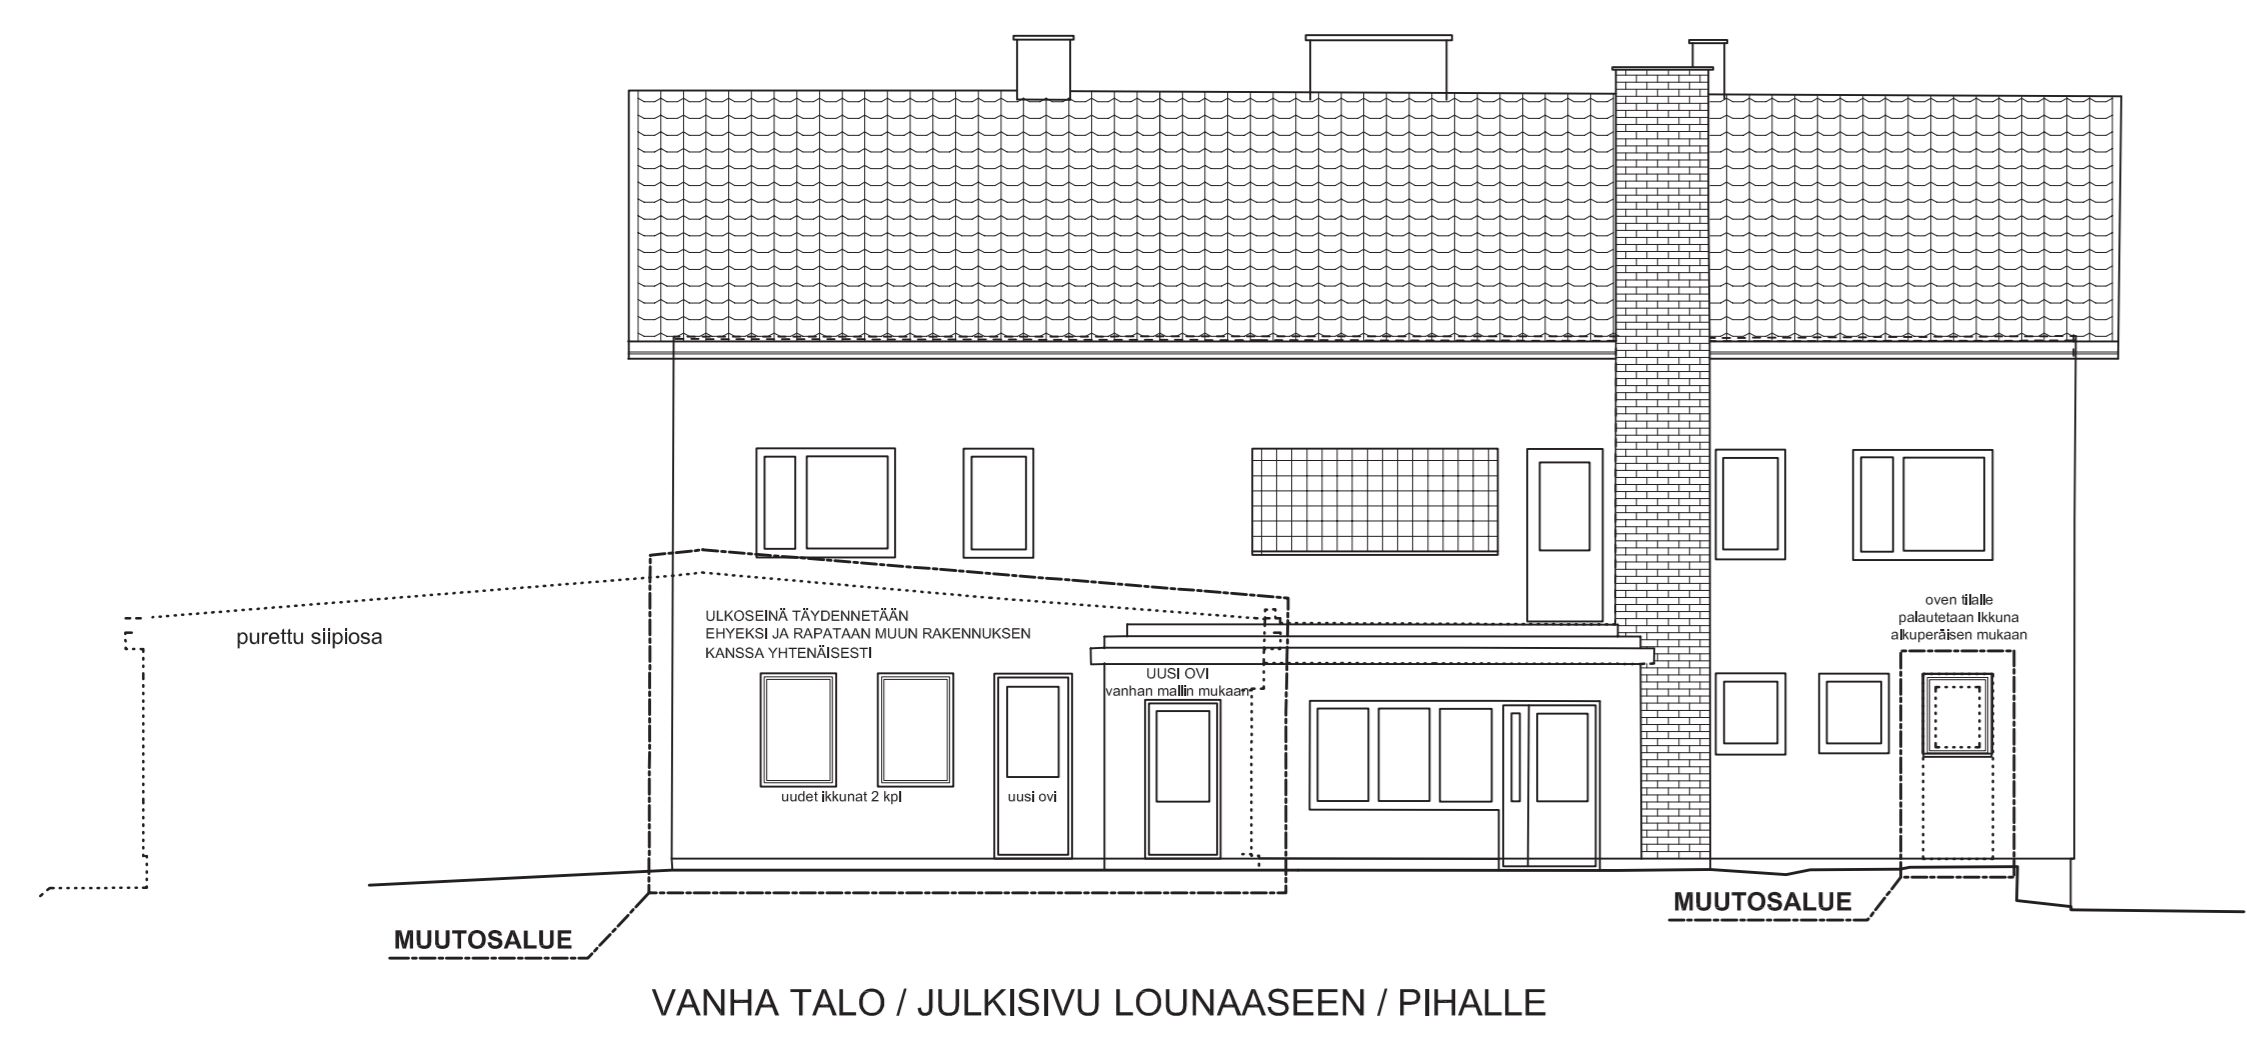 purettu siipiosa
ULKOSEINÄ TÄYDENNETÄÄN
EHYEKSI JA RAPATAAN MUUN RAKENNUKSEN
KANSSA YHTENÄISESTI
uudet ikkunat 2 kpl
uusi ovi
UUSI OVI
vanhan mallin mukaan
oven tilalle
palautetaan ikkuna
alkuperäisen mukaan
MUUTOSALUE
MUUTOSALUE
VANHA TALO / JULKISIVU LOUNAASEEN / PIHALLE